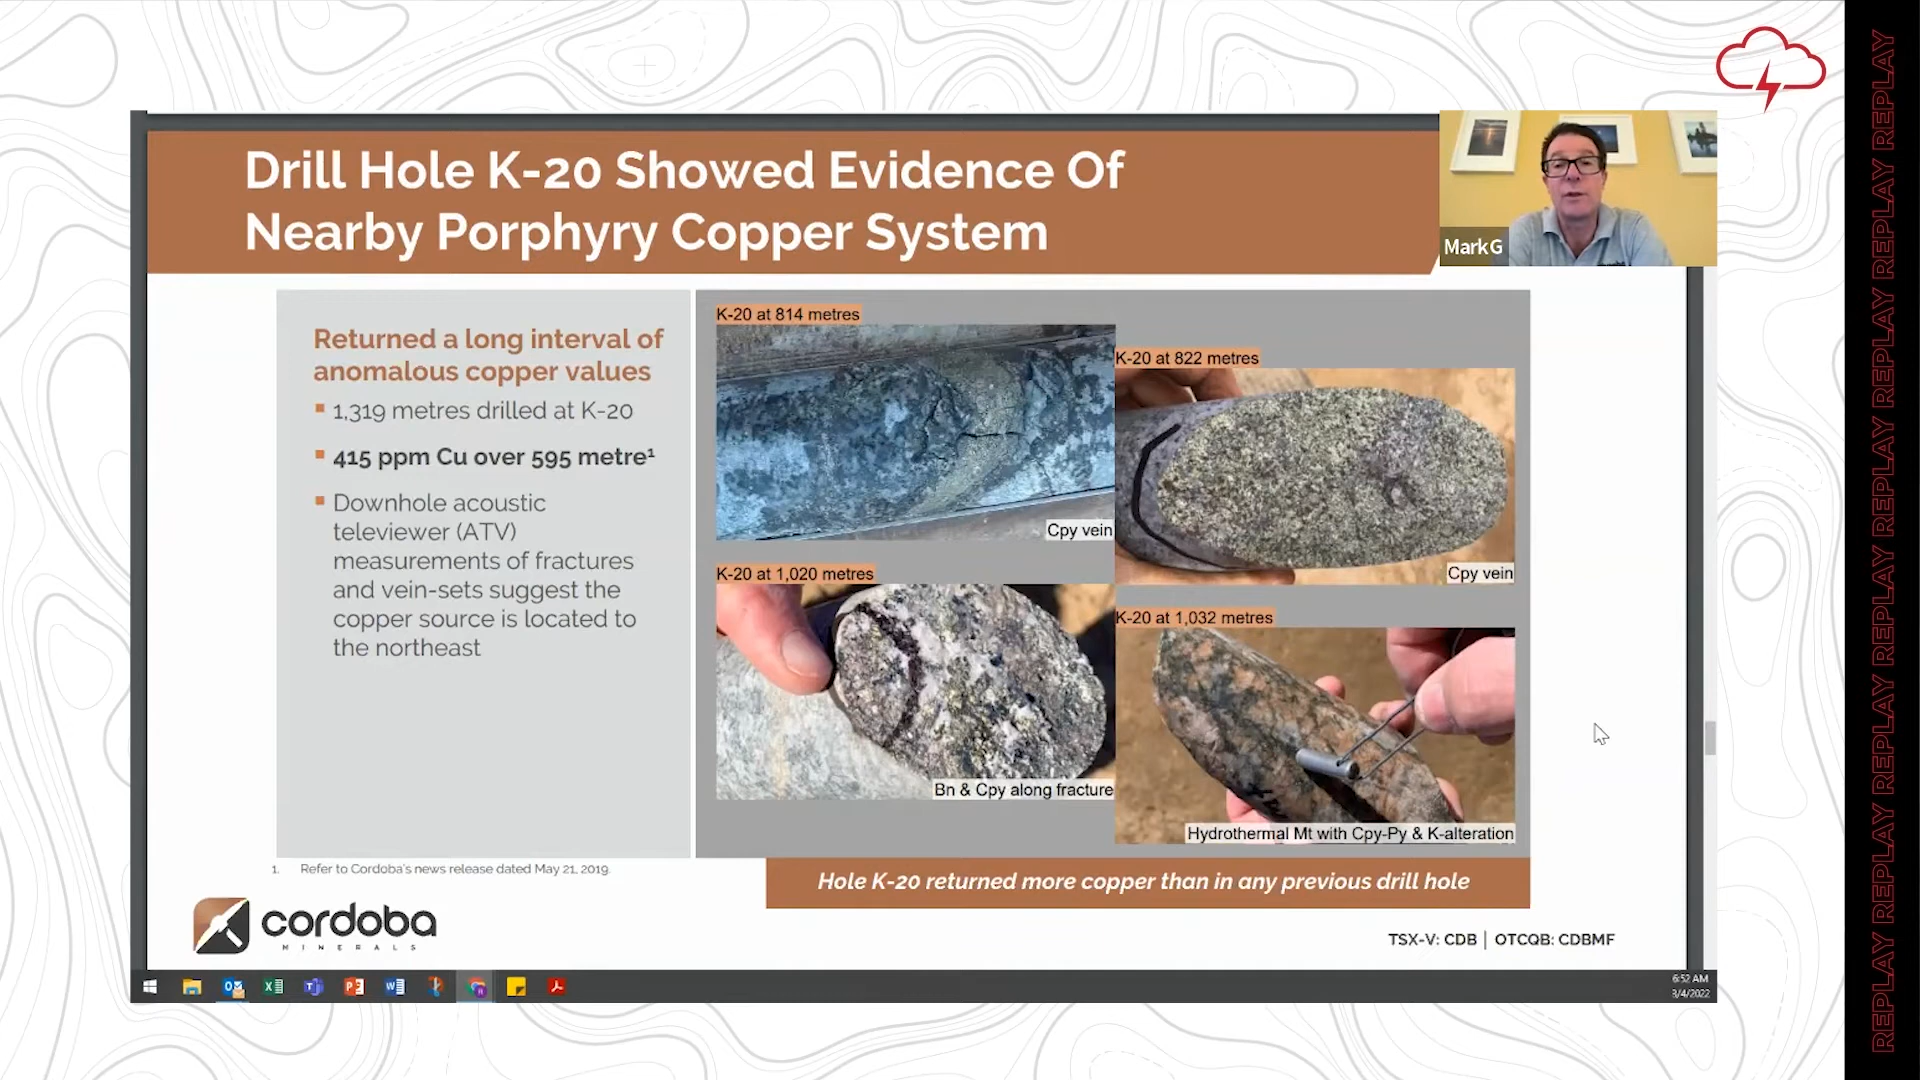 Drill Hole K-20 Showed Evidence Of
Nearby Porphyry Copper System
MarkG
Returned a long interval of
anomalous copper values
1,319 metres drilled at K-20
415 ppm Cu over 595 metre¹
Downhole acoustic
televiewer (ATV)
measurements of fractures
and vein-sets suggest the
copper source is located to
the northeast
K-20 at 814 metres
Cpy vein
K-20 at 822 metres
Cpy vein
K-20 at 1,020 metres
Bn & Cpy along fracture
K-20 at 1,032 metres
Hydrothermal Mt with Cpy-Py & K-alteration
1. Refer to Cordoba's news release dated May 21, 2019.
Hole K-20 returned more copper than in any previous drill hole
cordoba
MINERALS
TSX-V: CDB | OTCQB: CDBMF
6:52 AM
3/4/2022
REPLAY REPLAY REPLAY REPLAY REPLAY REPLAY REPLAY REPLAY REPLAY REPLAY REPLAY